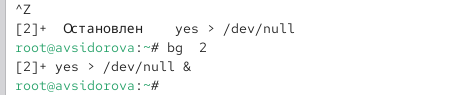 ^Z
[2]+  Остановлен    yes > /dev/null
root@avsidorova:~# bg  2
[2]+ yes > /dev/null &
root@avsidorova:~#